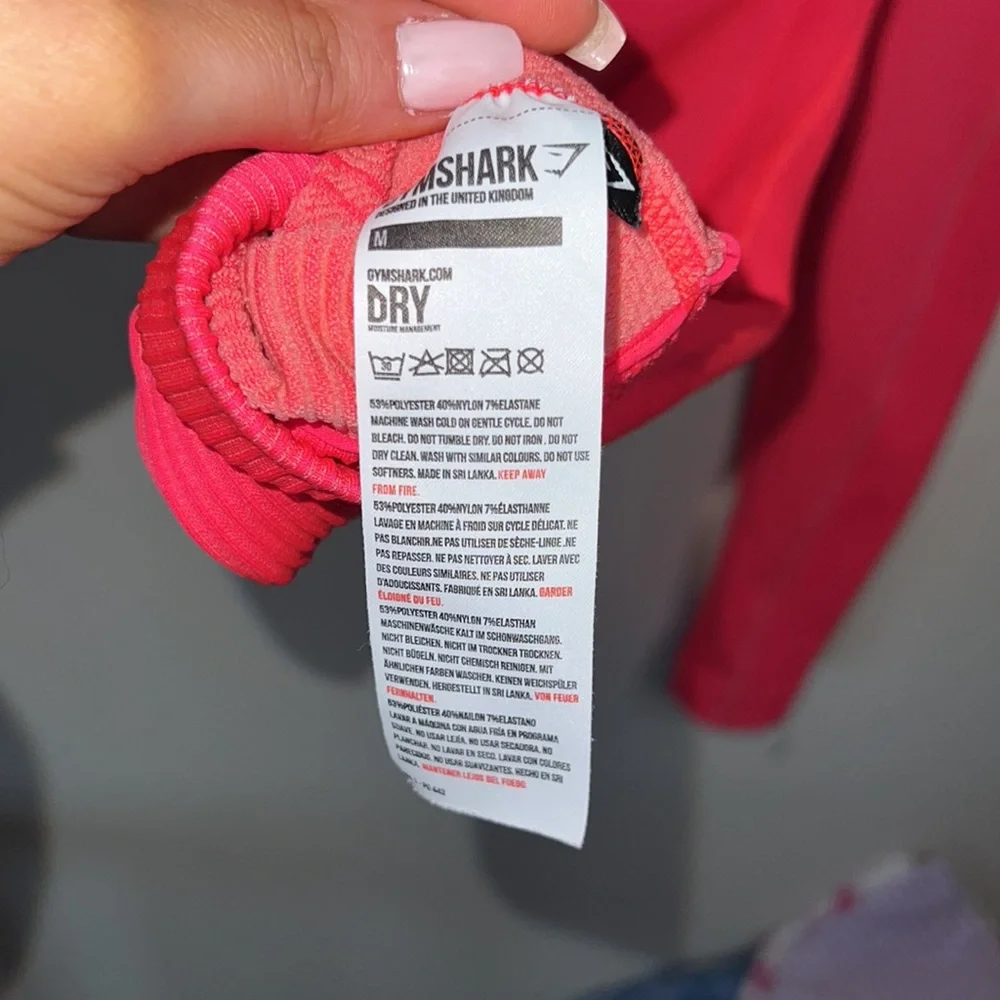 GYMSHARK
DESIGNED IN THE UNITED KINGDOM
M
GYMSHARK.COM
DRY
MOISTURE MANAGEMENT
30
53%POLYESTER 40%NYLON 7%ELASTANE
MACHINE WASH COLD ON GENTLE CYCLE. DO NOT
BLEACH. DO NOT TUMBLE DRY. DO NOT IRON . DO NOT
DRY CLEAN. WASH WITH SIMILAR COLOURS. DO NOT USE
SOFTNERS. MADE IN SRI LANKA. KEEP AWAY
FROM FIRE.
53%POLYESTER 40%NYLON 7%ÉLASTHANNE
LAVAGE EN MACHINE À FROID SUR CYCLE DÉLICAT. NE
PAS BLANCHIR.NE PAS UTILISER DE SÈCHE-LINGE .NE
PAS REPASSER. NE PAS NETTOYER À SEC. LAVER AVEC
DES COULEURS SIMILAIRES. NE PAS UTILISER
D'ADOUCISSANTS. FABRIQUÉ EN SRI LANKA. GARDER
ÉLOIGNÉ DU FEU.
53%POLYESTER 40%NYLON 7%ELASTHAN
MASCHINENWÄSCHE KALT IM SCHONWASCHGANG.
NICHT BLEICHEN. NICHT IM TROCKNER TROCKNEN.
NICHT BÜGELN. NICHT CHEMISCH REINIGEN. MIT
ÄHNLICHEN FARBEN WASCHEN. KEINEN WEICHSPÜLER
VERWENDEN. HERGESTELLT IN SRI LANKA. VON FEUER
FERNHALTEN.
53%POLIÉSTER 40%NAILON 7%ELASTANO
LAVAR A MÁQUINA CON AGUA FRÍA EN PROGRAMA
SUAVE. NO USAR LEJÍA. NO USAR SECADORA. NO
PLANCHAR. NO LAVAR EN SECO. LAVAR CON COLORES
PARECIDOS. NO USAR SUAVIZANTES. HECHO EN SRI
LANKA. MANTENER LEJOS DEL FUEGO